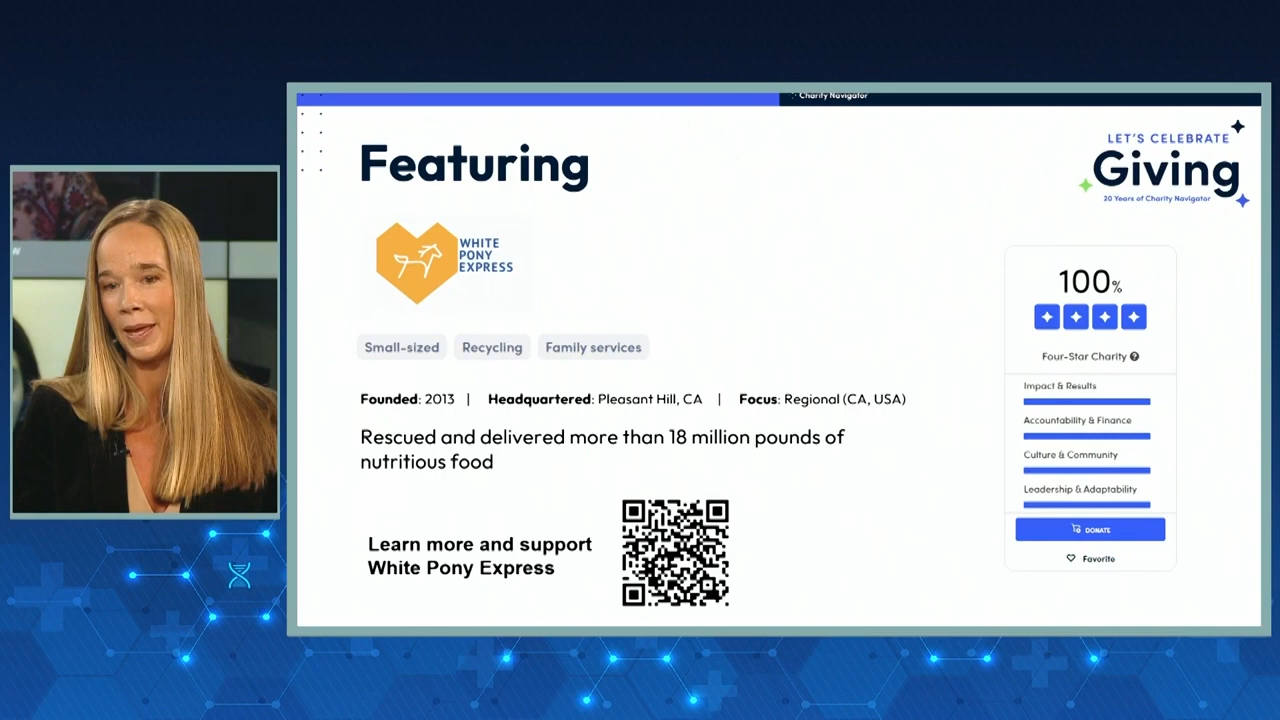 Charity Navigator
LET'S CELEBRATE
Giving
20 Years of Charity Navigator
Featuring
WHITE
PONY
EXPRESS
Small-sized Recycling Family services
Founded: 2013 | Headquartered: Pleasant Hill, CA | Focus: Regional (CA, USA)
Rescued and delivered more than 18 million pounds of
nutritious food
Learn more and support
White Pony Express
100%
Four-Star Charity ?
Impact & Results
Accountability & Finance
Culture & Community
Leadership & Adaptability
DONATE
Favorite